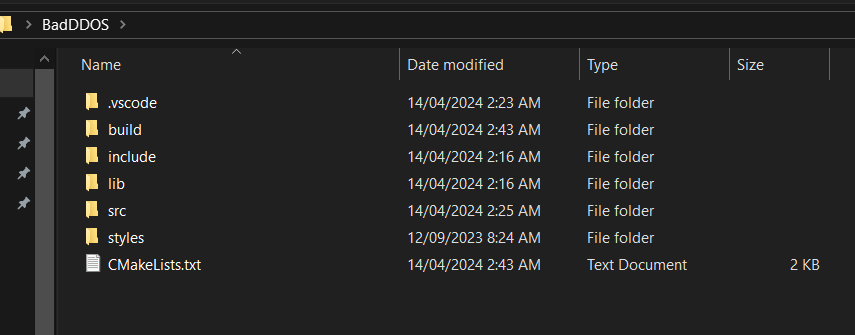 BadDDOS
Name Date modified Type Size
.vscode 14/04/2024 2:23 AM File folder
build 14/04/2024 2:43 AM File folder
include 14/04/2024 2:16 AM File folder
lib 14/04/2024 2:16 AM File folder
src 14/04/2024 2:25 AM File folder
styles 12/09/2023 8:24 AM File folder
CMakeLists.txt 14/04/2024 2:43 AM Text Document 2 KB